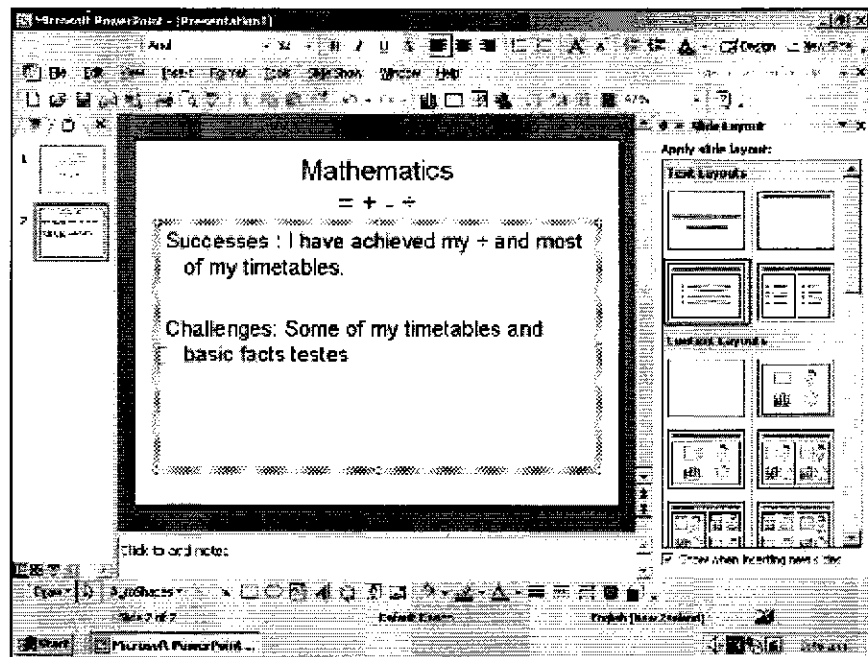 Microsoft PowerPoint - [Presentation1]
Arial
B I U S
Design New Slide
File Edit View Insert Format Tools Slide Show Window Help
47%
Slide Layout
Apply slide layout:
Text Layouts
1
2
Mathematics
= + - ÷
Successes : I have achieved my ÷ and most
of my timetables.
Challenges: Some of my timetables and
basic facts testes
Content Layouts
Click to add notes
Show when inserting new slides
Draw AutoShapes
Slide 2 of 2 Default Design English (New Zealand)
Start Microsoft PowerPoint ...